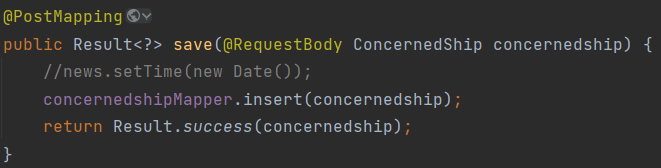 @PostMapping
public Result<?> save(@RequestBody ConcernedShip concernedship) {
    //news.setTime(new Date());
    concernedshipMapper.insert(concernedship);
    return Result.success(concernedship);
}